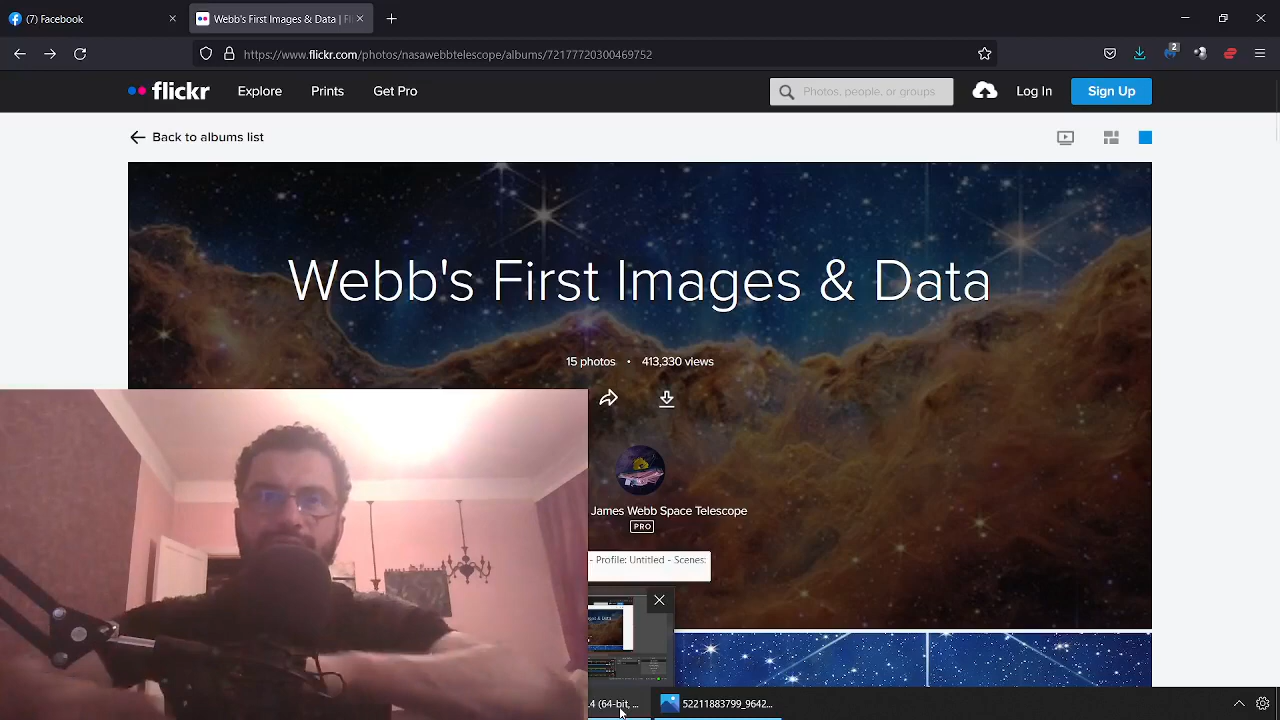 (7) Facebook
Webb's First Images & Data | Fl
2
https://www.flickr.com/photos/nasawebbtelescope/albums/72177720300469752
flickr
Explore
Prints
Get Pro
Photos, people, or groups
Log In
Sign Up
Back to albums list
Webb's First Images & Data
15 photos • 413,330 views
James Webb Space Telescope
PRO
- Profile: Untitled - Scenes:
.4 (64-bit, ...
52211883799_9642...